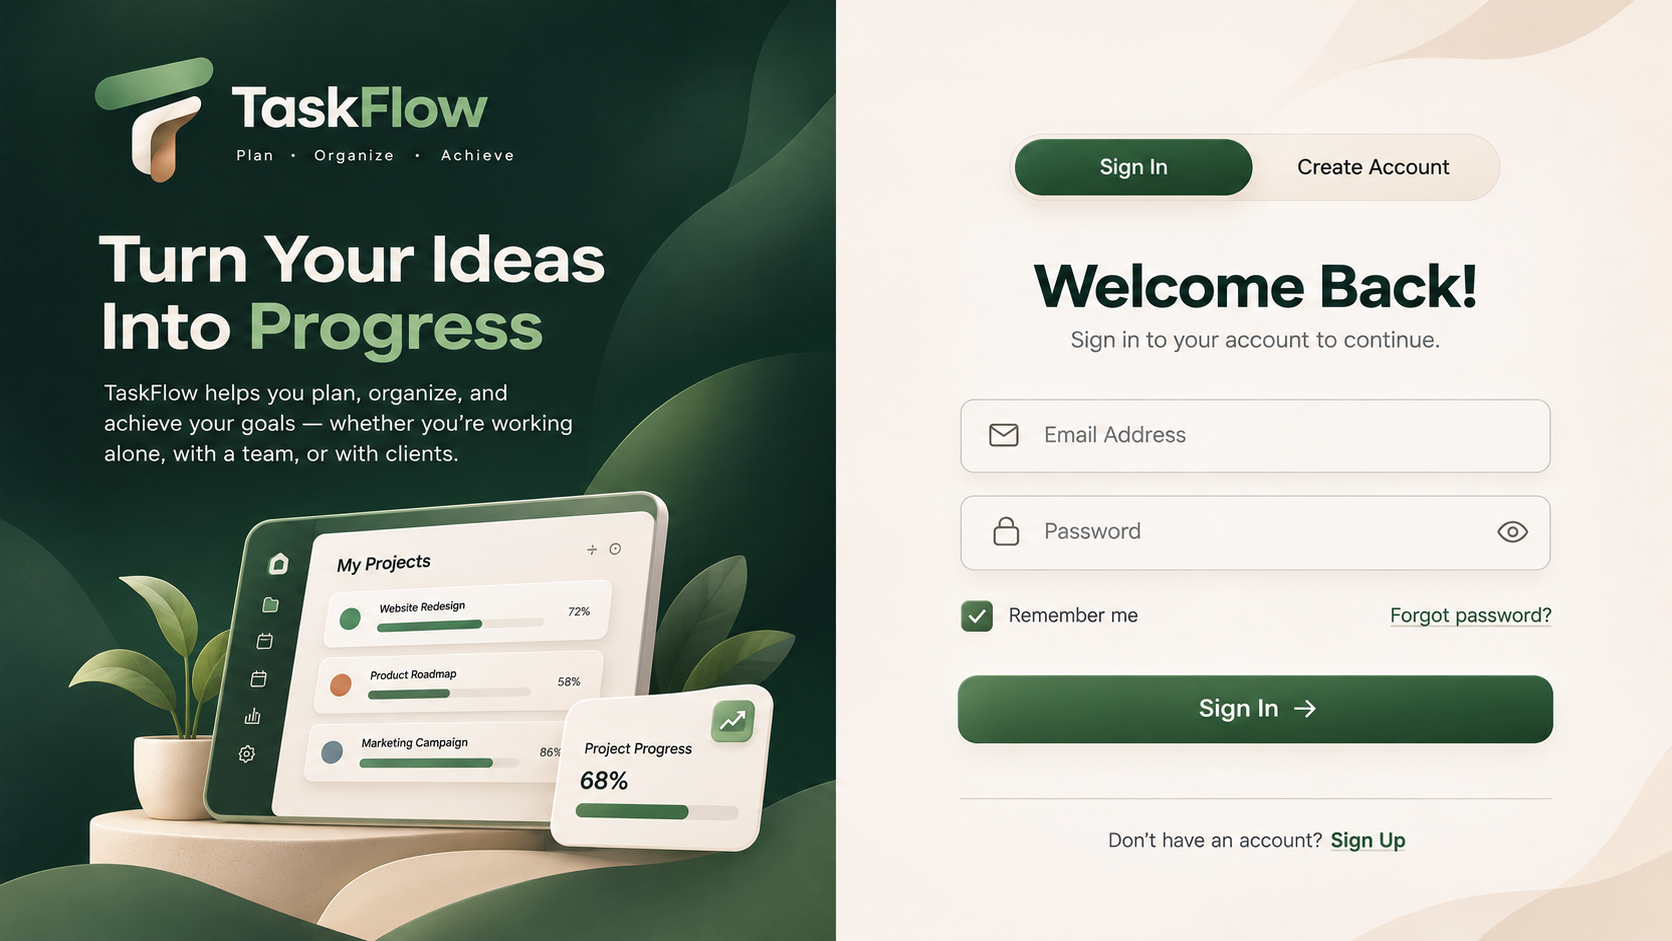 TaskFlow
Plan • Organize • Achieve
Turn Your Ideas
Into Progress
TaskFlow helps you plan, organize, and
achieve your goals — whether you’re working
alone, with a team, or with clients.
My Projects
Website Redesign
72%
Product Roadmap
58%
Marketing Campaign
86%
Project Progress
68%
Sign In
Create Account
Welcome Back!
Sign in to your account to continue.
Email Address
Password
Remember me
Forgot password?
Sign In →
Don’t have an account? Sign Up